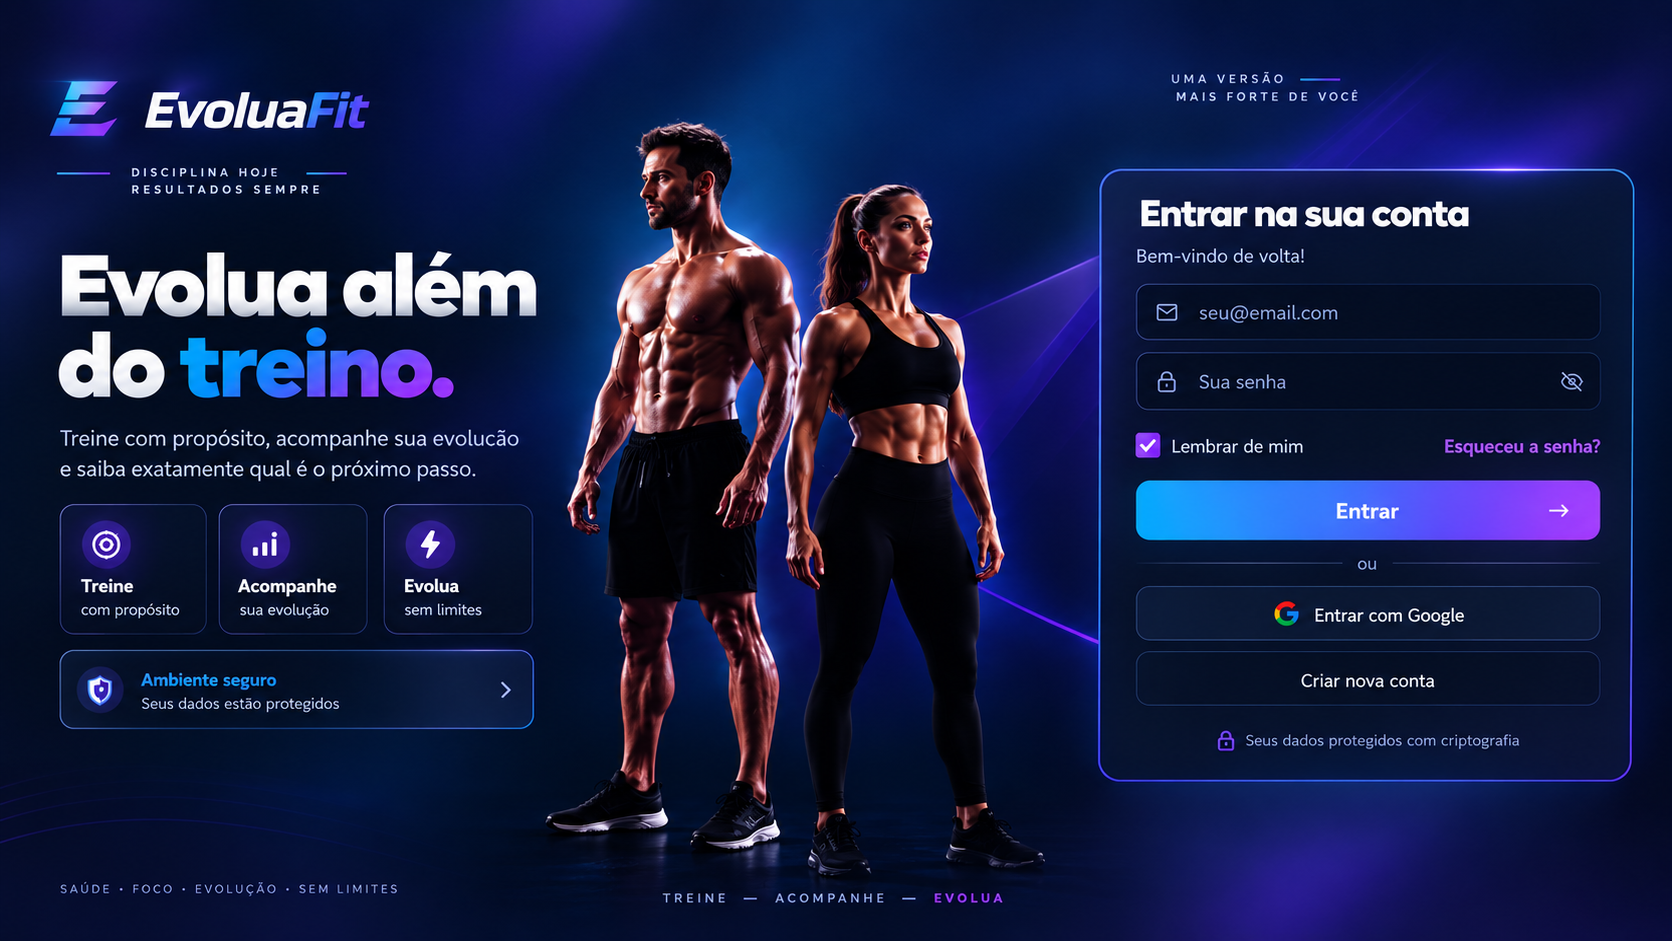 EvoluaFit
DISCIPLINA HOJE
RESULTADOS SEMPRE
Evolua além
do treino.
Treine com propósito, acompanhe sua evolucão
e saiba exatamente qual é o próximo passo.
Treine
com propósito
Acompanhe
sua evolução
Evolua
sem limites
Ambiente seguro
Seus dados estão protegidos
SAÚDE • FOCO • EVOLUÇÃO • SEM LIMITES
TREINE — ACOMPANHE — EVOLUA
UMA VERSÃO
MAIS FORTE DE VOCÊ
Entrar na sua conta
Bem-vindo de volta!
seu@email.com
Sua senha
Lembrar de mim
Esqueceu a senha?
Entrar
ou
Entrar com Google
Criar nova conta
Seus dados protegidos com criptografia